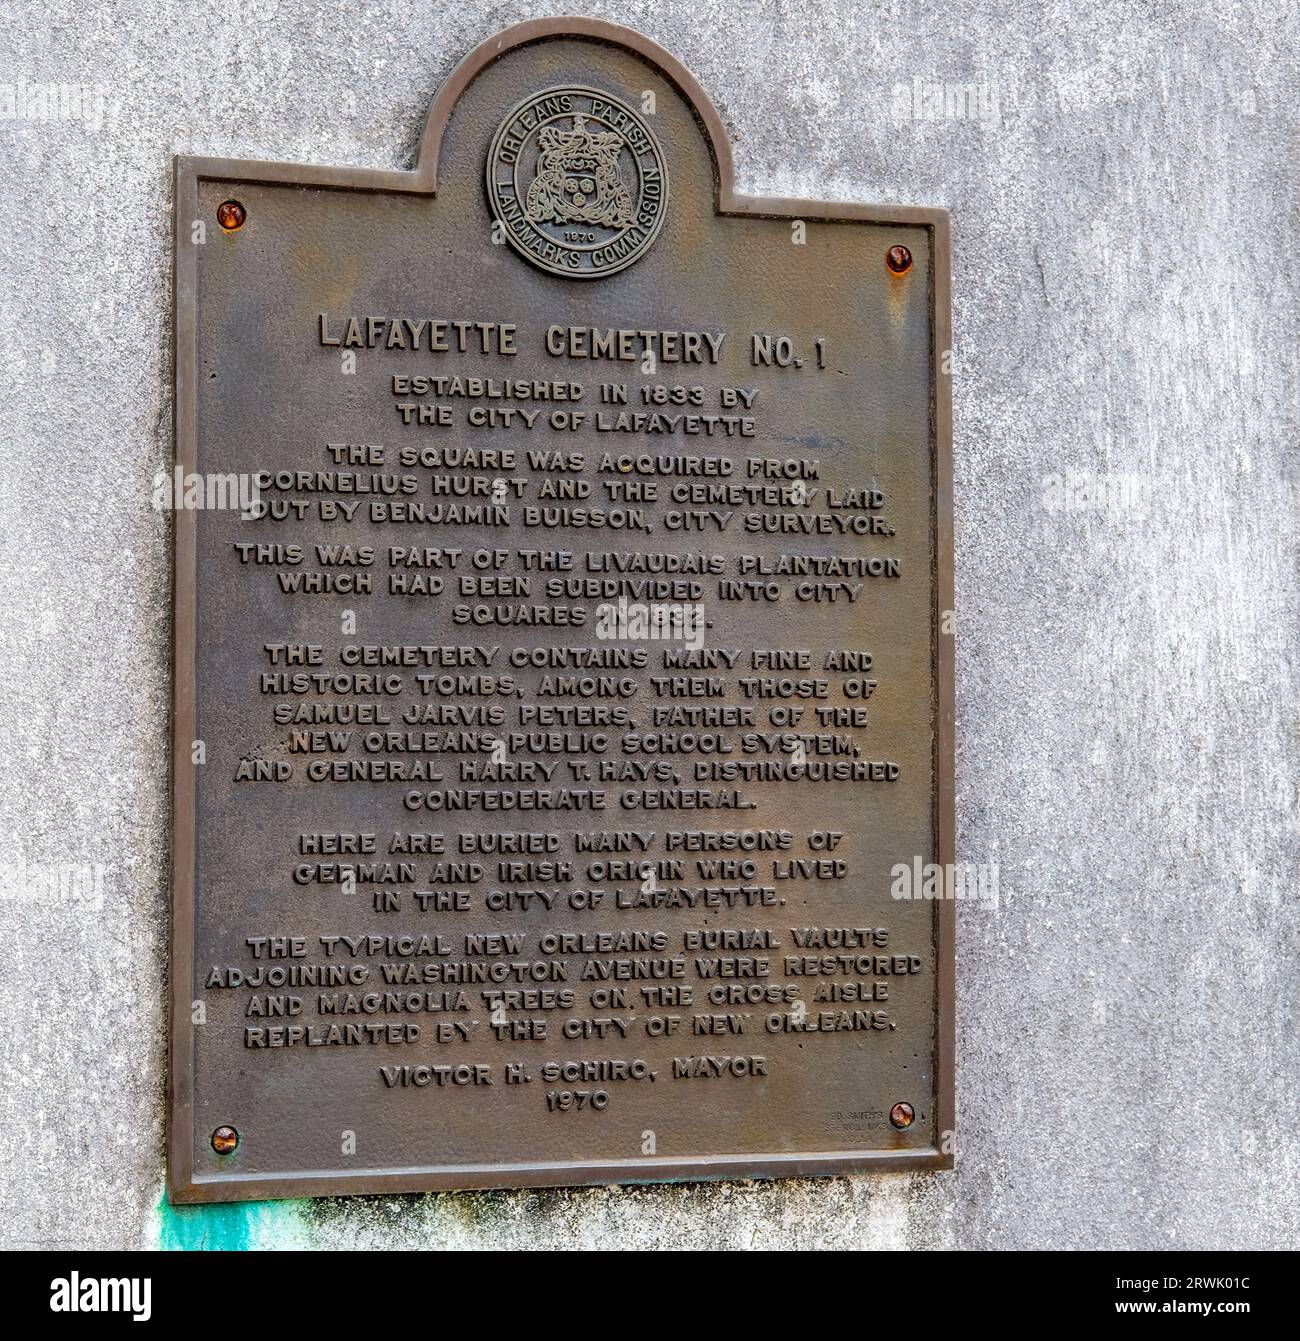 ORLEANS PARISH
LANDMARKS COMMISSION
1970
LAFAYETTE CEMETERY NO. 1
ESTABLISHED IN 1833 BY
THE CITY OF LAFAYETTE
THE SQUARE WAS ACQUIRED FROM
CORNELIUS HURST AND THE CEMETERY LAID
OUT BY BENJAMIN BUISSON, CITY SURVEYOR.
THIS WAS PART OF THE LIVAUDAIS PLANTATION
WHICH HAD BEEN SUBDIVIDED INTO CITY
SQUARES IN 1832.
THE CEMETERY CONTAINS MANY FINE AND
HISTORIC TOMBS, AMONG THEM THOSE OF
SAMUEL JARVIS PETERS, FATHER OF THE
NEW ORLEANS PUBLIC SCHOOL SYSTEM,
AND GENERAL HARRY T. HAYS, DISTINGUISHED
CONFEDERATE GENERAL.
HERE ARE BURIED MANY PERSONS OF
GERMAN AND IRISH ORIGIN WHO LIVED
IN THE CITY OF LAFAYETTE.
THE TYPICAL NEW ORLEANS BURIAL VAULTS
ADJOINING WASHINGTON AVENUE WERE RESTORED
AND MAGNOLIA TREES ON THE CROSS AISLE
REPLANTED BY THE CITY OF NEW ORLEANS.
VICTOR H. SCHIRO, MAYOR
1970
ED. SMITH'S
alamy
Image ID: 2RWJK01C
www.alamy.com